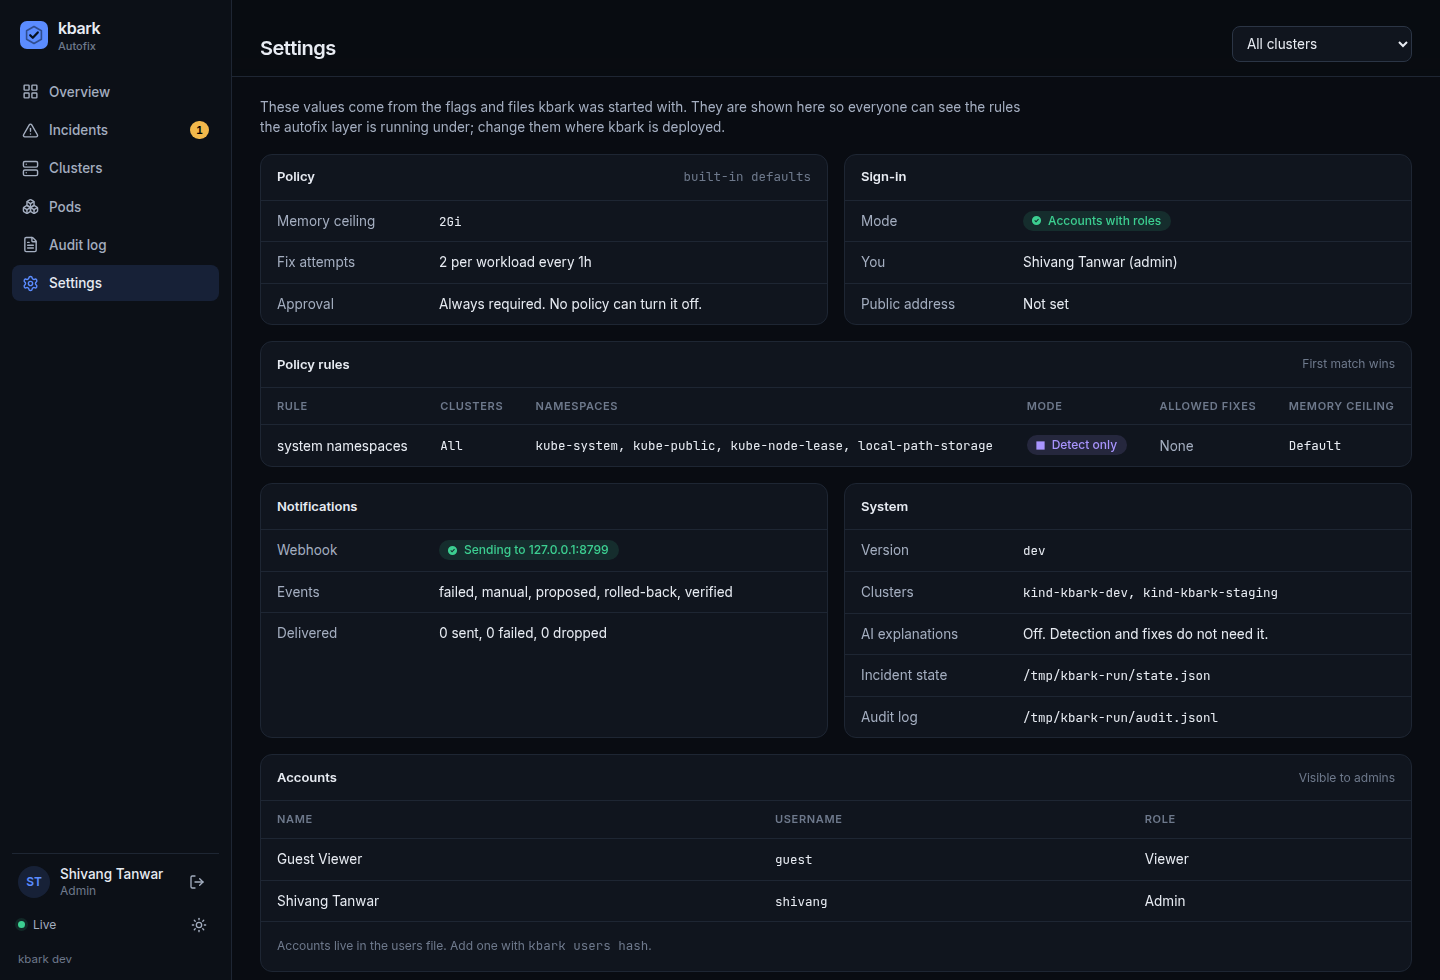 kbark
Autofix
Overview
Incidents 1
Clusters
Pods
Audit log
Settings
Shivang Tanwar
ST
Admin
Live
kbark dev
Settings
All clusters
These values come from the flags and files kbark was started with. They are shown here so everyone can see the rules
the autofix layer is running under; change them where kbark is deployed.
Policy built-in defaults
Memory ceiling 2Gi
Fix attempts 2 per workload every 1h
Approval Always required. No policy can turn it off.
Sign-in
Mode Accounts with roles
You Shivang Tanwar (admin)
Public address Not set
Policy rules First match wins
RULE CLUSTERS NAMESPACES MODE ALLOWED FIXES MEMORY CEILING
system namespaces All kube-system, kube-public, kube-node-lease, local-path-storage Detect only None Default
Notifications
Webhook Sending to 127.0.0.1:8799
Events failed, manual, proposed, rolled-back, verified
Delivered 0 sent, 0 failed, 0 dropped
System
Version dev
Clusters kind-kbark-dev, kind-kbark-staging
AI explanations Off. Detection and fixes do not need it.
Incident state /tmp/kbark-run/state.json
Audit log /tmp/kbark-run/audit.jsonl
Accounts Visible to admins
NAME USERNAME ROLE
Guest Viewer guest Viewer
Shivang Tanwar shivang Admin
Accounts live in the users file. Add one with kbark users hash.